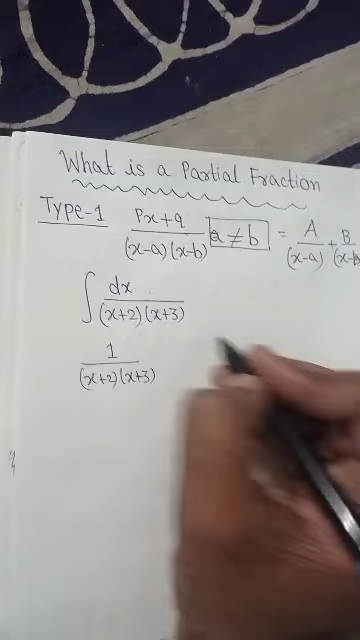 What is a Partial Fraction
Type-1 Px+q/(x-a)(x-b) a≠b = A/(x-a) + B/(x-b)
∫ dx/(x+2)(x+3)
1/(x+2)(x+3)